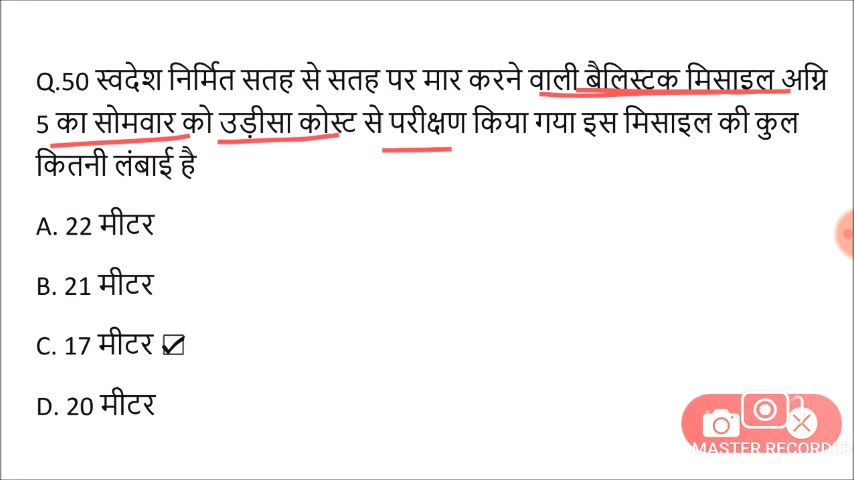 Q.50 स्वदेश निर्मित सतह से सतह पर मार करने वाली बैलिस्टक मिसाइल अग्नि
5 का सोमवार को उड़ीसा कोस्ट से परीक्षण किया गया इस मिसाइल की कुल
कितनी लंबाई है
A. 22 मीटर
B. 21 मीटर
C. 17 मीटर ☑
D. 20 मीटर
MASTER RECORDER